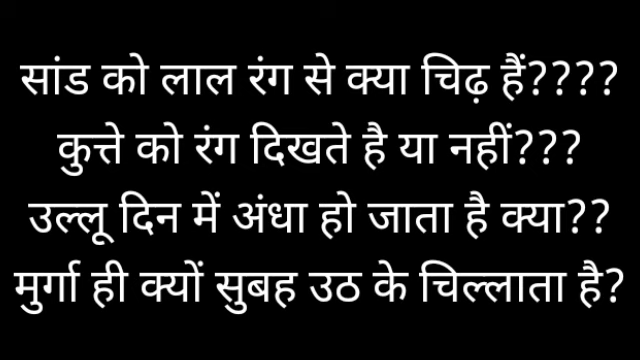 सांड को लाल रंग से क्या चिढ़ हैं????
कुत्ते को रंग दिखते है या नहीं???
उल्लू दिन में अंधा हो जाता है क्या??
मुर्गा ही क्यों सुबह उठ के चिल्लाता है?